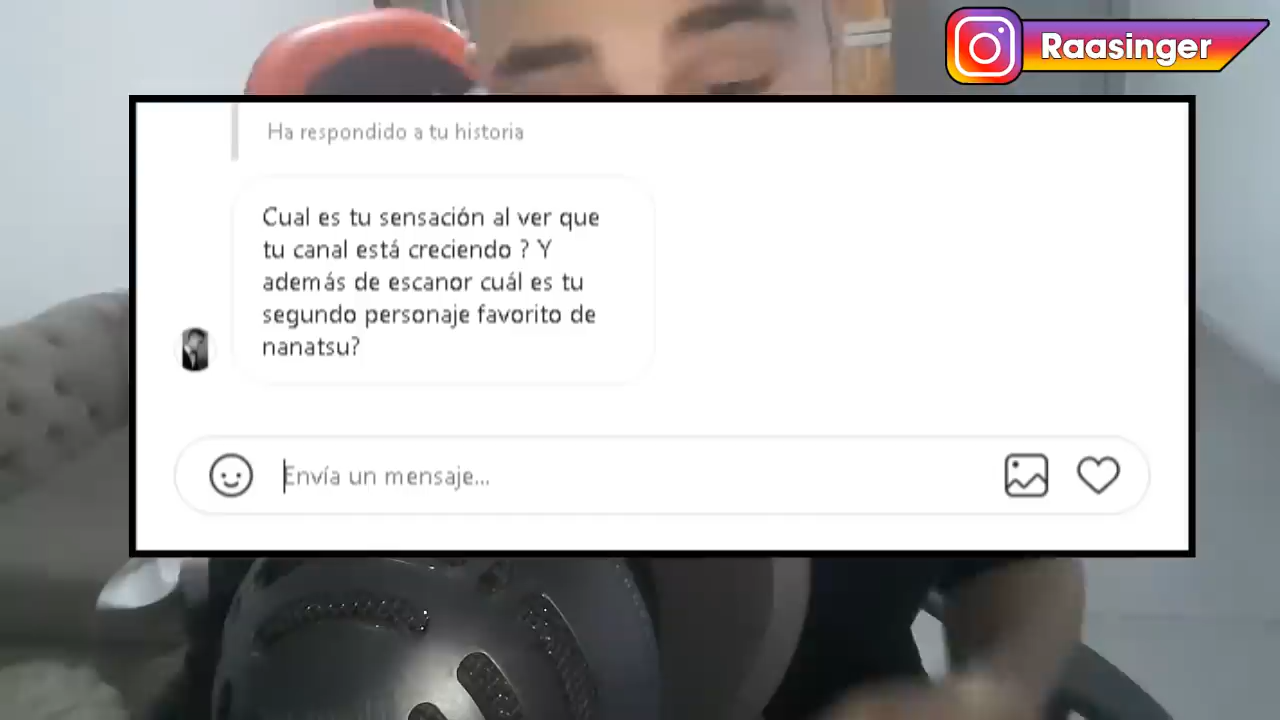 Raasinger
Ha respondido a tu historia
Cual es tu sensación al ver que
tu canal está creciendo ? Y
además de escanor cuál es tu
segundo personaje favorito de
nanatsu?
Envía un mensaje...